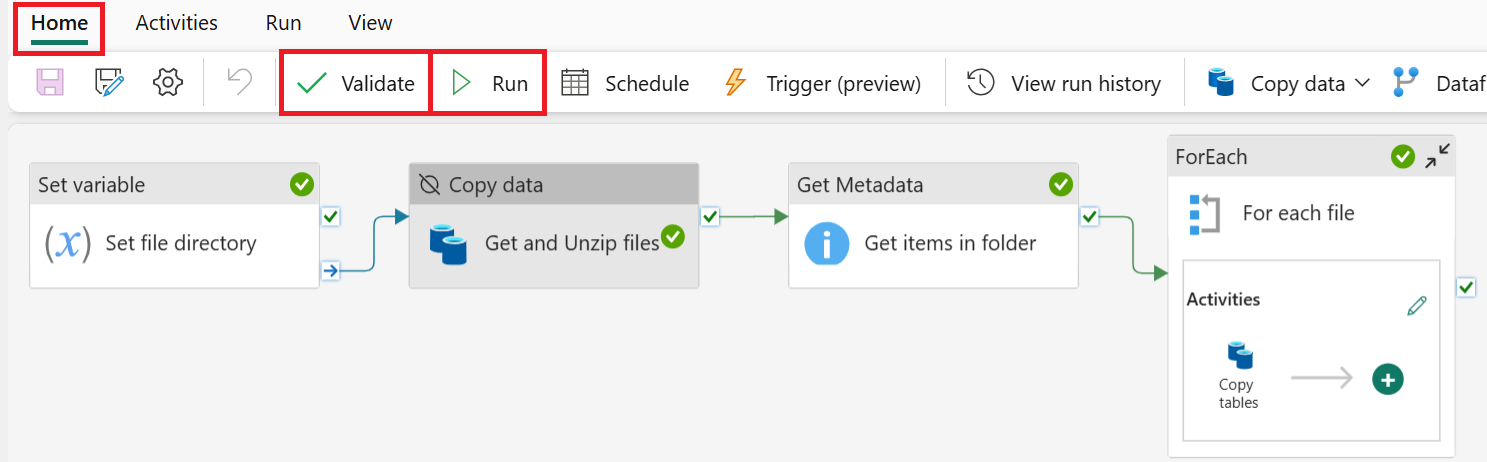 Home Activities Run View
Validate Run Schedule Trigger (preview) View run history Copy data Dataf
Set variable
(x) Set file directory
Copy data
Get and Unzip files
Get Metadata
i Get items in folder
ForEach
For each file
Activities
Copy
tables